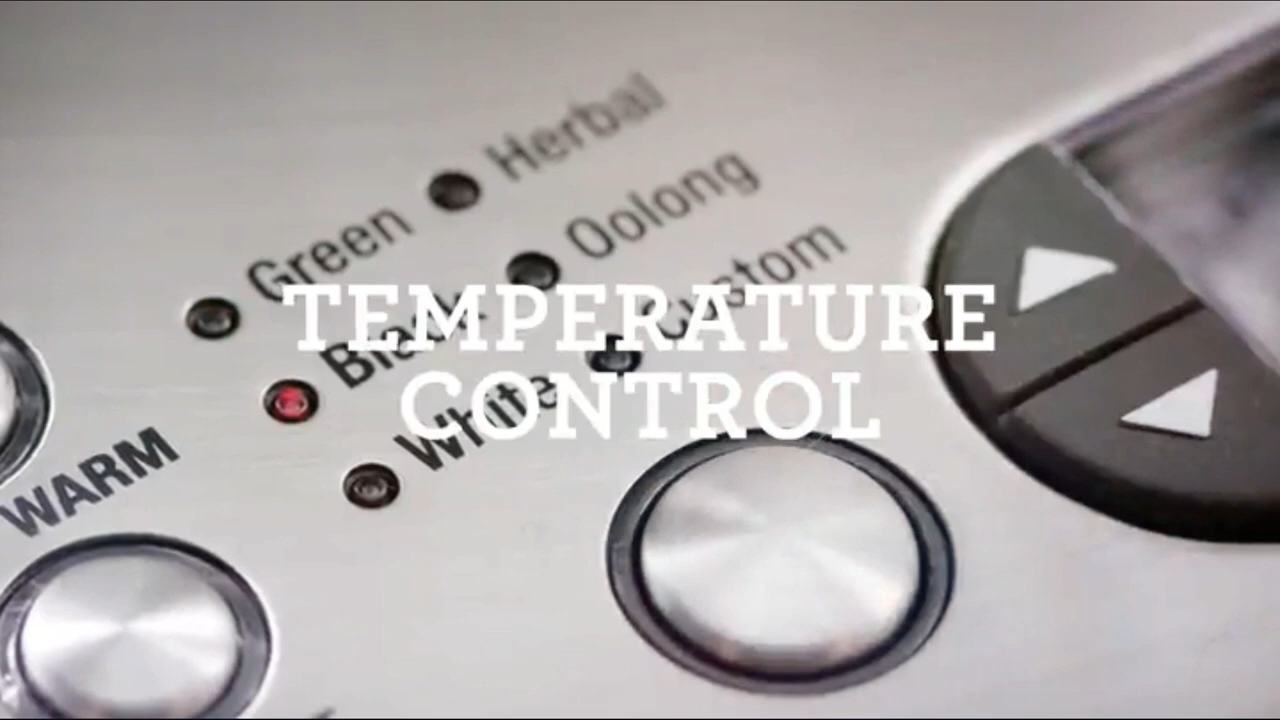 Green Herbal
Black Oolong
White Custom
WARM
TEMPERATURE
CONTROL